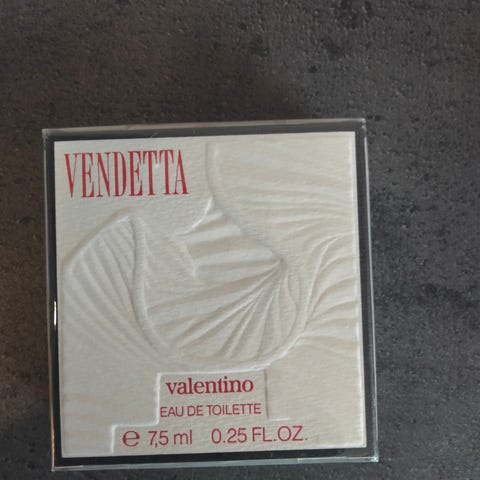 VENDETTA
valentino
EAU DE TOILETTE
℮ 7,5 ml 0.25 FL.OZ.